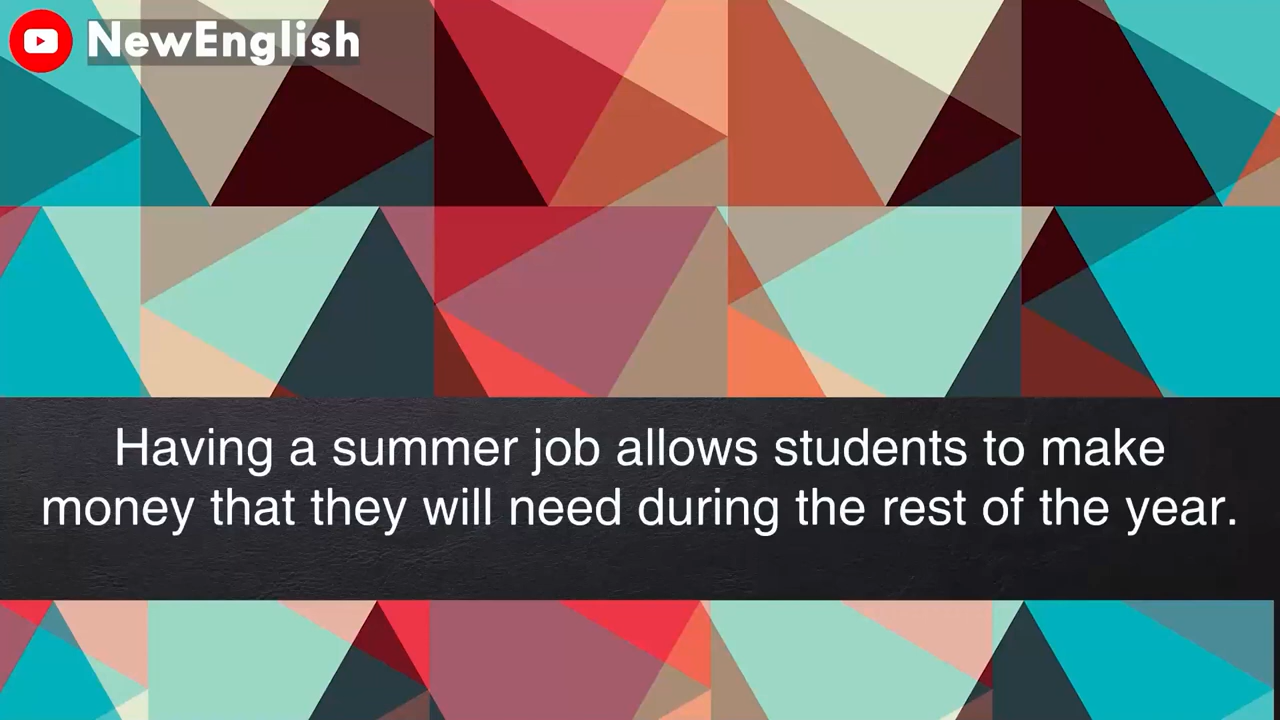 NewEnglish
Having a summer job allows students to make
money that they will need during the rest of the year.